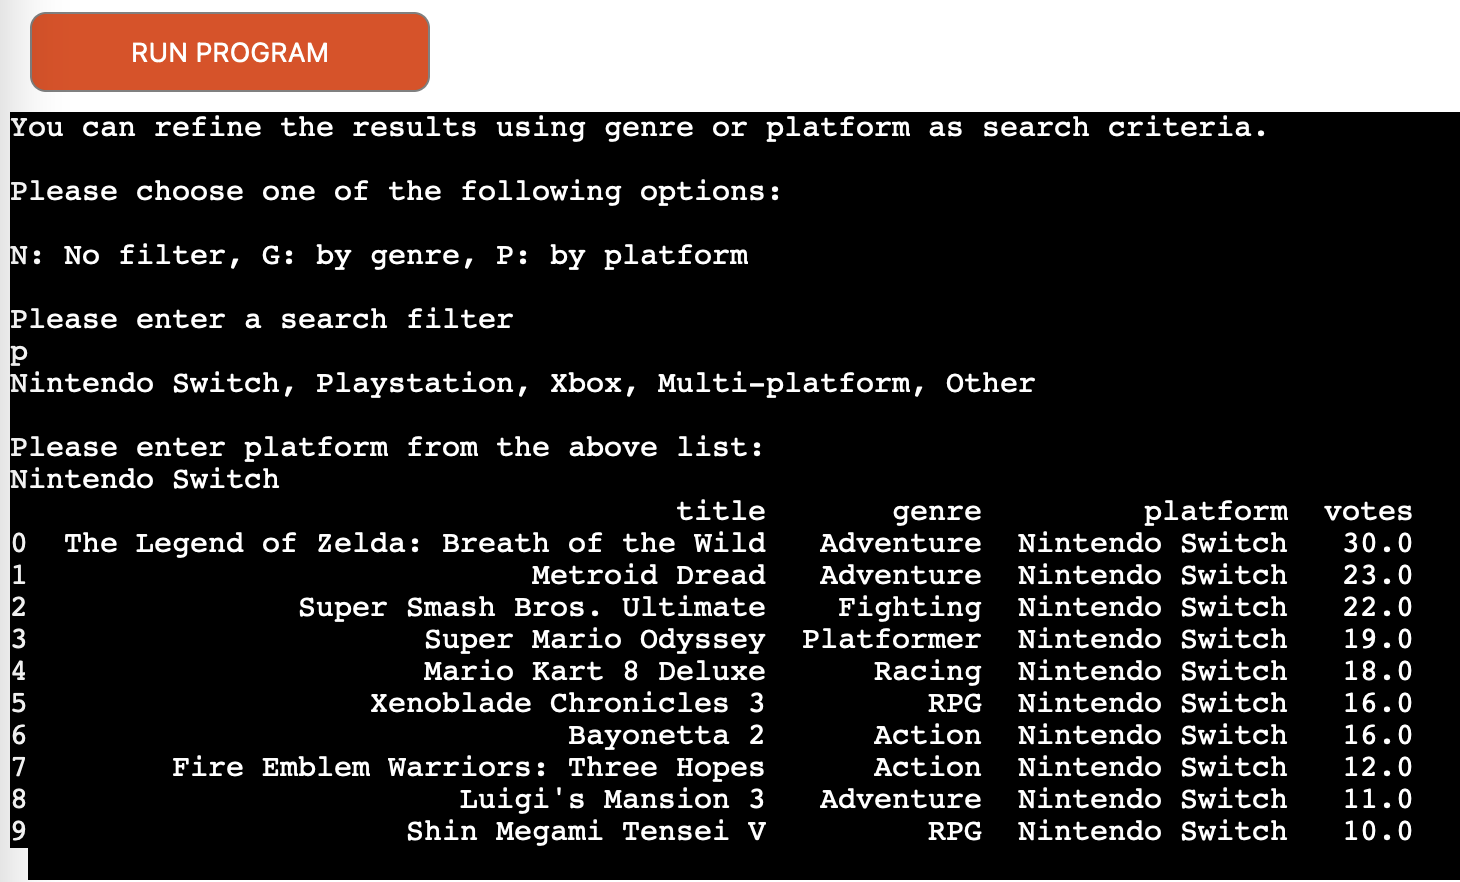 RUN PROGRAM
You can refine the results using genre or platform as search criteria.
Please choose one of the following options:
N: No filter, G: by genre, P: by platform
Please enter a search filter
p
Nintendo Switch, Playstation, Xbox, Multi-platform, Other
Please enter platform from the above list:
Nintendo Switch
title genre platform votes
0 The Legend of Zelda: Breath of the Wild Adventure Nintendo Switch 30.0
1 Metroid Dread Adventure Nintendo Switch 23.0
2 Super Smash Bros. Ultimate Fighting Nintendo Switch 22.0
3 Super Mario Odyssey Platformer Nintendo Switch 19.0
4 Mario Kart 8 Deluxe Racing Nintendo Switch 18.0
5 Xenoblade Chronicles 3 RPG Nintendo Switch 16.0
6 Bayonetta 2 Action Nintendo Switch 16.0
7 Fire Emblem Warriors: Three Hopes Action Nintendo Switch 12.0
8 Luigi's Mansion 3 Adventure Nintendo Switch 11.0
9 Shin Megami Tensei V RPG Nintendo Switch 10.0